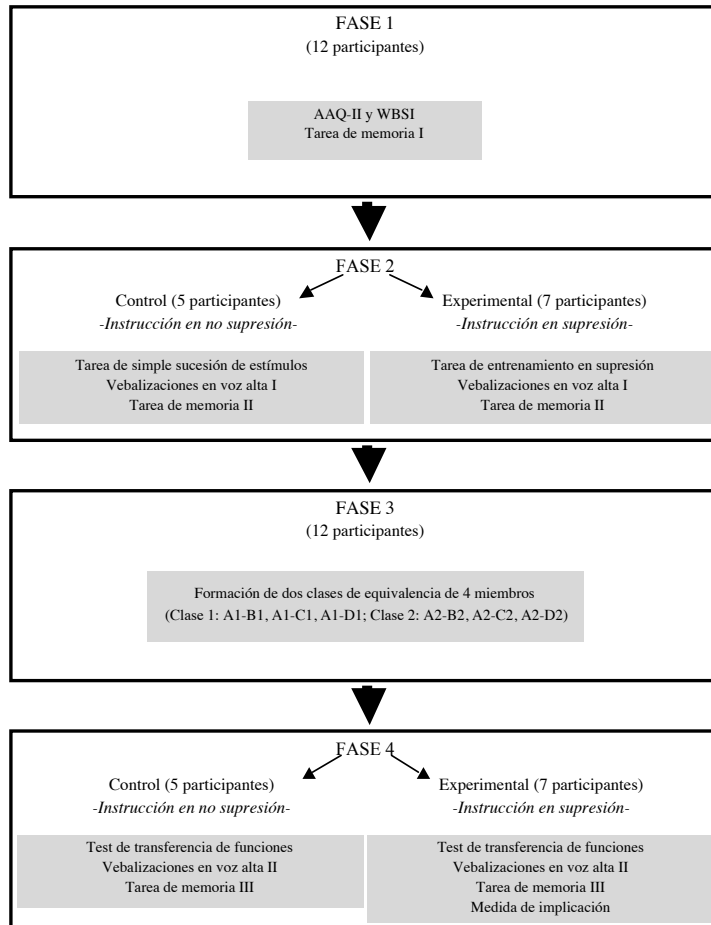 FASE 1
(12 participantes)
AAQ-II y WBSI
Tarea de memoria I
FASE 2
Control (5 participantes)
-Instrucción en no supresión-
Tarea de simple sucesión de estímulos
Vebalizaciones en voz alta I
Tarea de memoria II
Experimental (7 participantes)
-Instrucción en supresión-
Tarea de entrenamiento en supresión
Vebalizaciones en voz alta I
Tarea de memoria II
FASE 3
(12 participantes)
Formación de dos clases de equivalencia de 4 miembros
(Clase 1: A1-B1, A1-C1, A1-D1; Clase 2: A2-B2, A2-C2, A2-D2)
FASE 4
Control (5 participantes)
-Instrucción en no supresión-
Test de transferencia de funciones
Vebalizaciones en voz alta II
Tarea de memoria III
Experimental (7 participantes)
-Instrucción en supresión-
Test de transferencia de funciones
Vebalizaciones en voz alta II
Tarea de memoria III
Medida de implicación